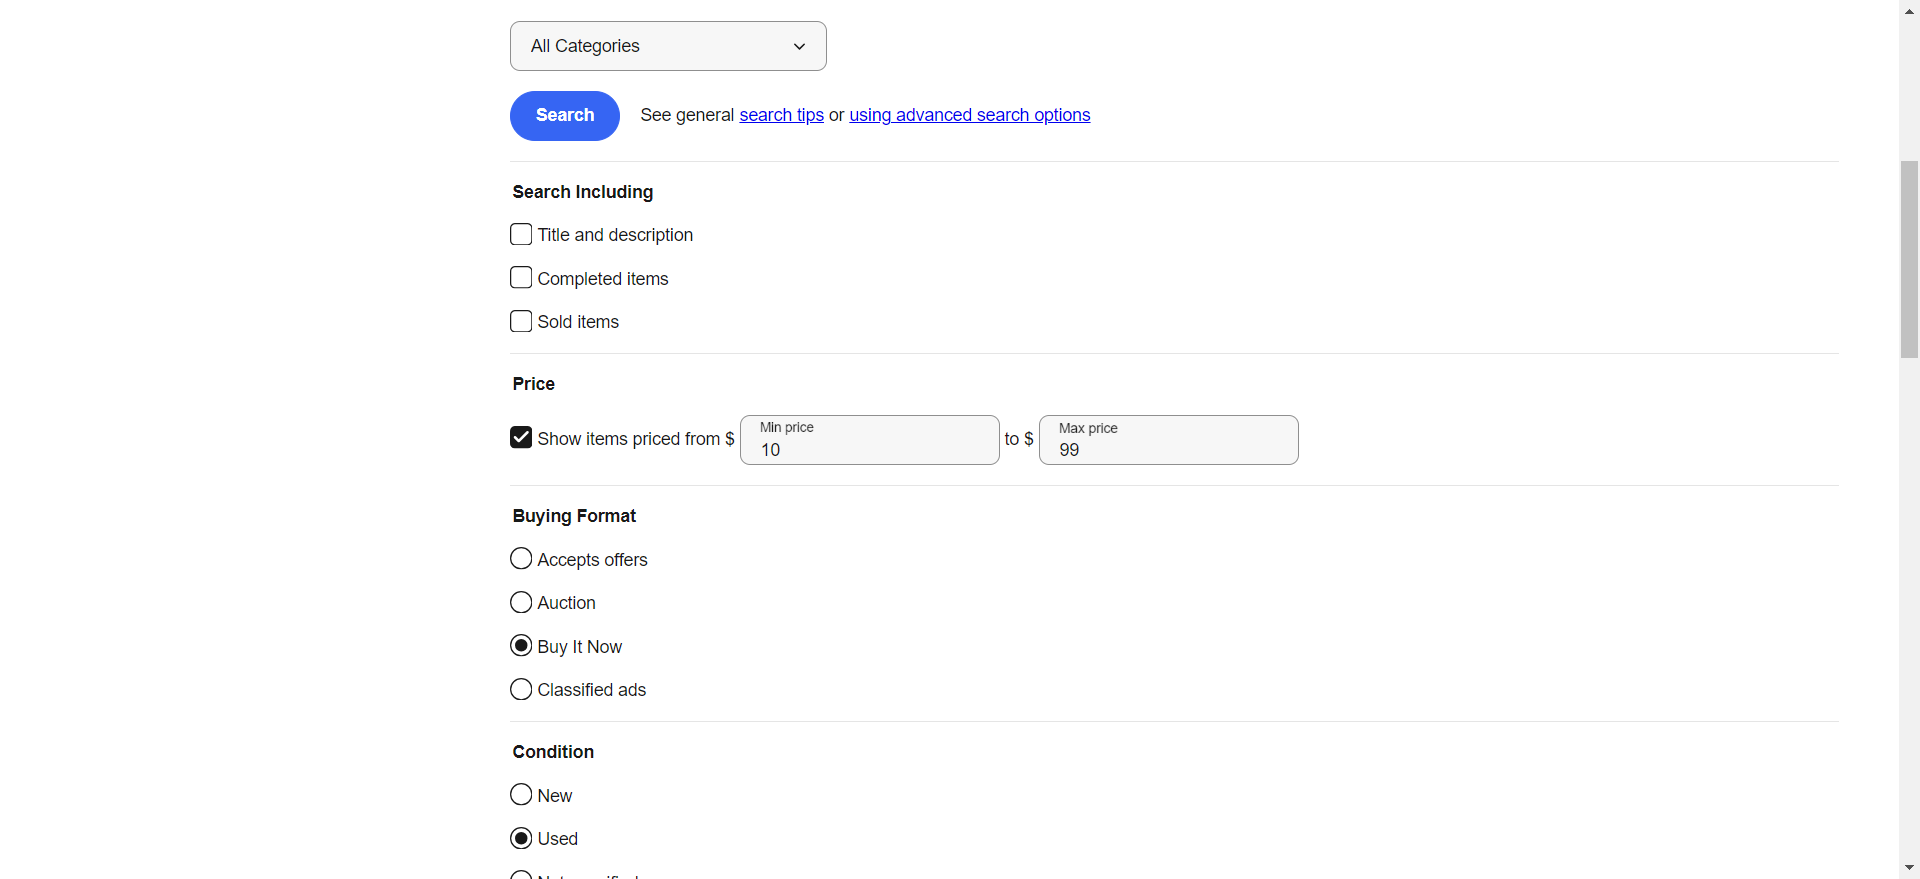 All Categories
Search See general search tips or using advanced search options
Search Including
Title and description
Completed items
Sold items
Price
Show items priced from $ Min price 10 to $ Max price 99
Buying Format
Accepts offers
Auction
Buy It Now
Classified ads
Condition
New
Used